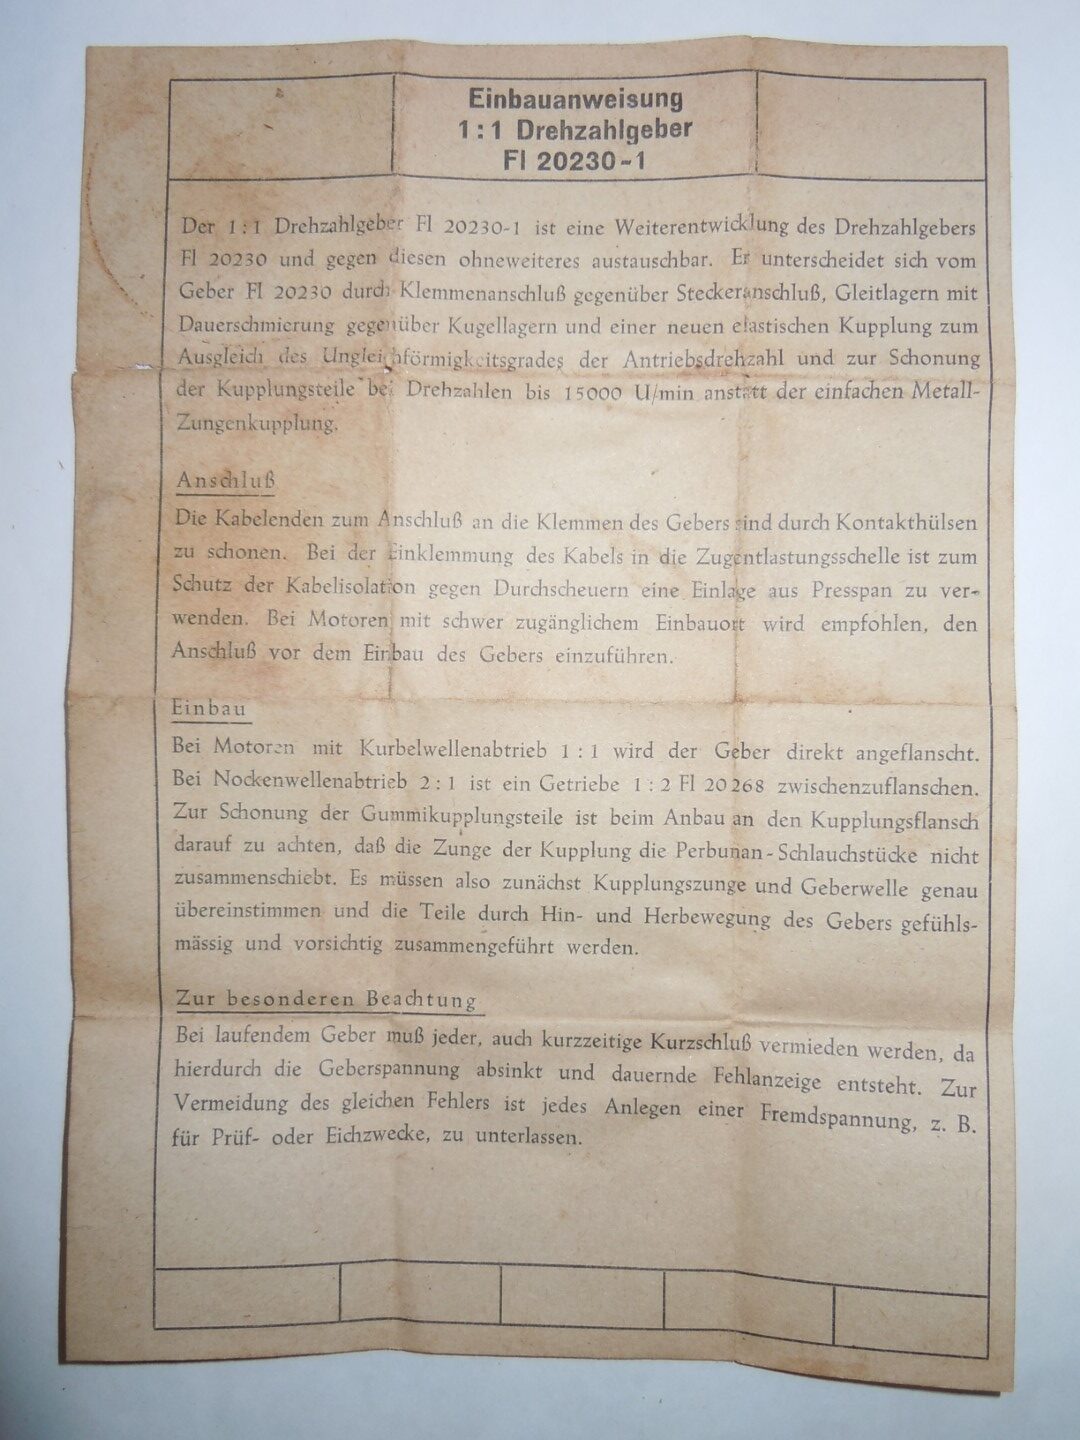 Einbauanweisung
1 : 1 Drehzahlgeber
Fl 20230-1
Der 1 : 1 Drehzahlgeber Fl 20230-1 ist eine Weiterentwicklung des Drehzahlgebers
Fl 20230 und gegen diesen ohneweiteres austauschbar. Er unterscheidet sich vom
Geber Fl 20230 durch Klemmenanschluß gegenüber Steckeranschluß, Gleitlagern mit
Dauerschmierung gegenüber Kugellagern und einer neuen elastischen Kupplung zum
Ausgleich des Ungleichförmigkeitsgrades der Antriebsdrehzahl und zur Schonung
der Kupplungsteile bei Drehzahlen bis 15000 U/min anstatt der einfachen Metall-
Zungenkupplung.
Anschluß
Die Kabelenden zum Anschluß an die Klemmen des Gebers sind durch Kontakthülsen
zu schonen. Bei der Einklemmung des Kabels in die Zugentlastungsschelle ist zum
Schutz der Kabelisolation gegen Durchscheuern eine Einlage aus Presspan zu ver-
wenden. Bei Motoren mit schwer zugänglichem Einbauort wird empfohlen, den
Anschluß vor dem Einbau des Gebers einzuführen.
Einbau
Bei Motoren mit Kurbelwellenabtrieb 1 : 1 wird der Geber direkt angeflanscht.
Bei Nockenwellenabtrieb 2 : 1 ist ein Getriebe 1 : 2 Fl 20268 zwischenzuflanschen.
Zur Schonung der Gummikupplungsteile ist beim Anbau an den Kupplungsflansch
darauf zu achten, daß die Zunge der Kupplung die Perbunan-Schlauchstücke nicht
zusammenschiebt. Es müssen also zunächst Kupplungszunge und Geberwelle genau
übereinstimmen und die Teile durch Hin- und Herbewegung des Gebers gefühls-
mässig und vorsichtig zusammengeführt werden.
Zur besonderen Beachtung
Bei laufendem Geber muß jeder, auch kurzzeitige Kurzschluß vermieden werden, da
hierdurch die Geberspannung absinkt und dauernde Fehlanzeige entsteht. Zur
Vermeidung des gleichen Fehlers ist jedes Anlegen einer Fremdspannung, z. B.
für Prüf- oder Eichzwecke, zu unterlassen.